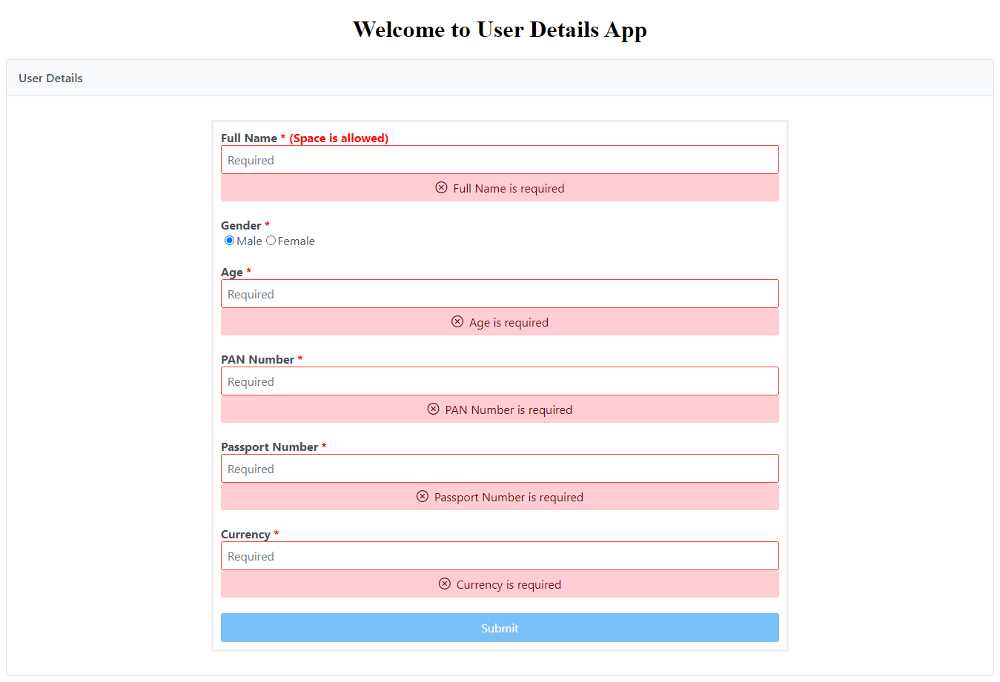 Welcome to User Details App
User Details
Full Name * (Space is allowed)
Required
Full Name is required
Gender *
Male Female
Age *
Required
Age is required
PAN Number *
Required
PAN Number is required
Passport Number *
Required
Passport Number is required
Currency *
Required
Currency is required
Submit